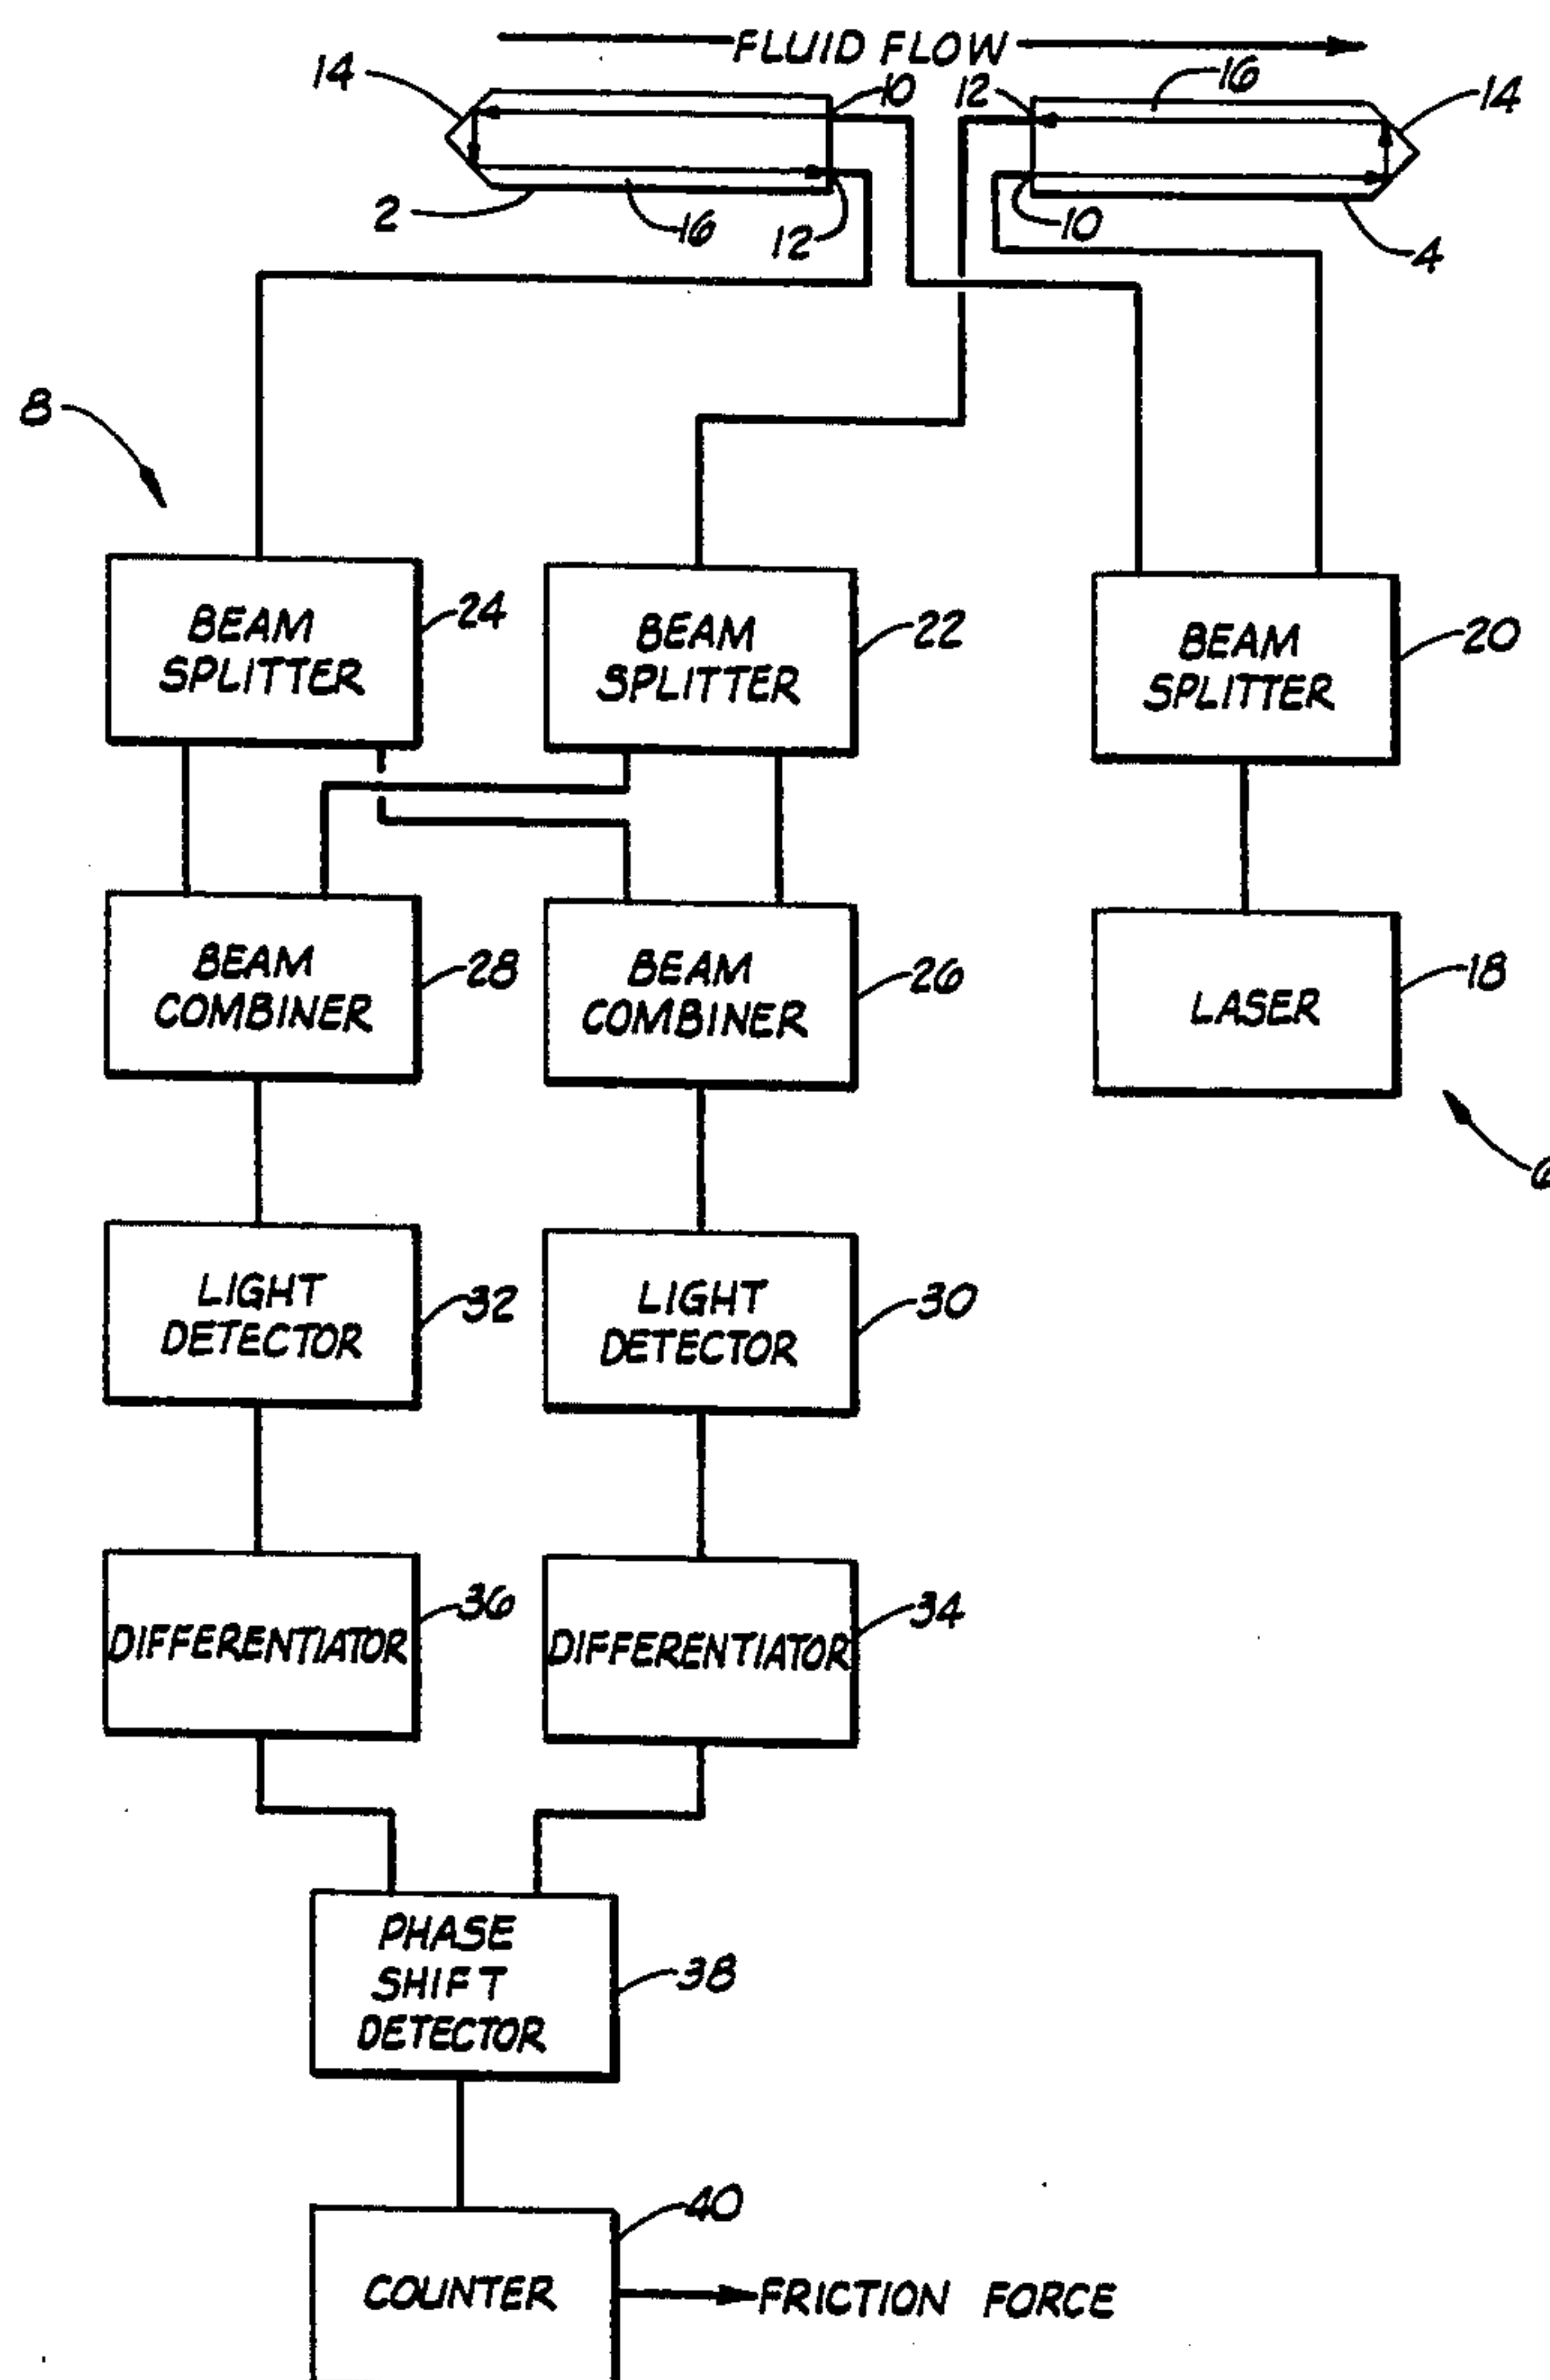 FLUID FLOW
14
10
12
16
14
2
16
12
10
4
8
BEAM
SPLITTER
24
BEAM
SPLITTER
22
BEAM
SPLITTER
20
BEAM
COMBINER
28
BEAM
COMBINER
26
LASER
18
LIGHT
DETECTOR
32
LIGHT
DETECTOR
30
DIFFERENTIATOR
36
DIFFERENTIATOR
34
PHASE
SHIFT
DETECTOR
38
COUNTER
40
FRICTION FORCE